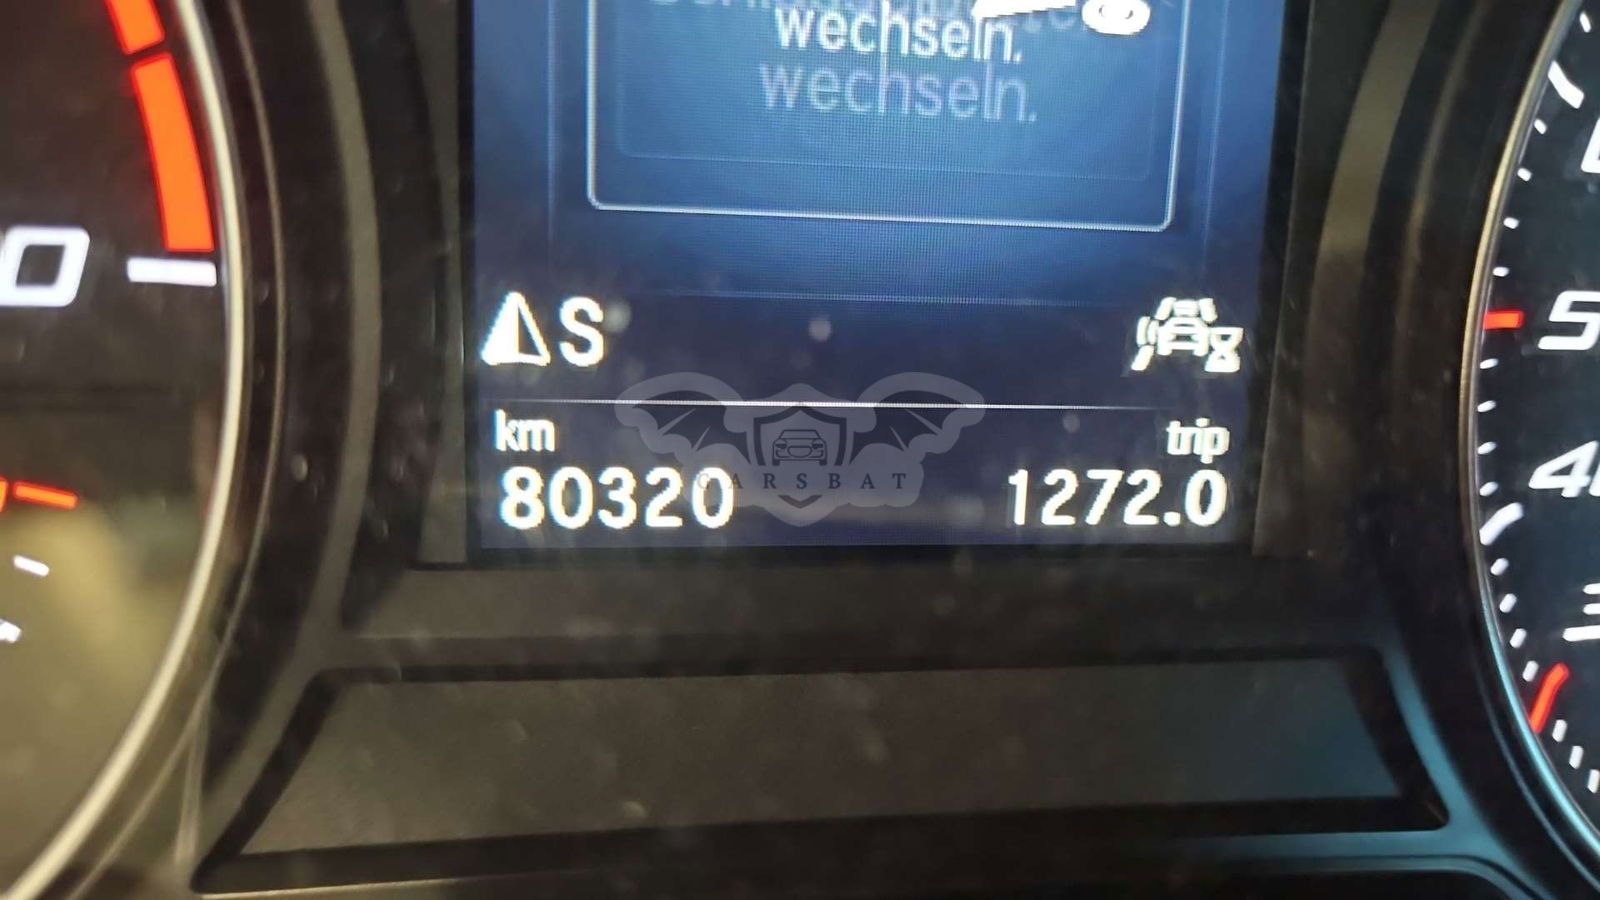 wechseln.
wechseln.
S
km
trip
80320
1272.0
CARSBAT